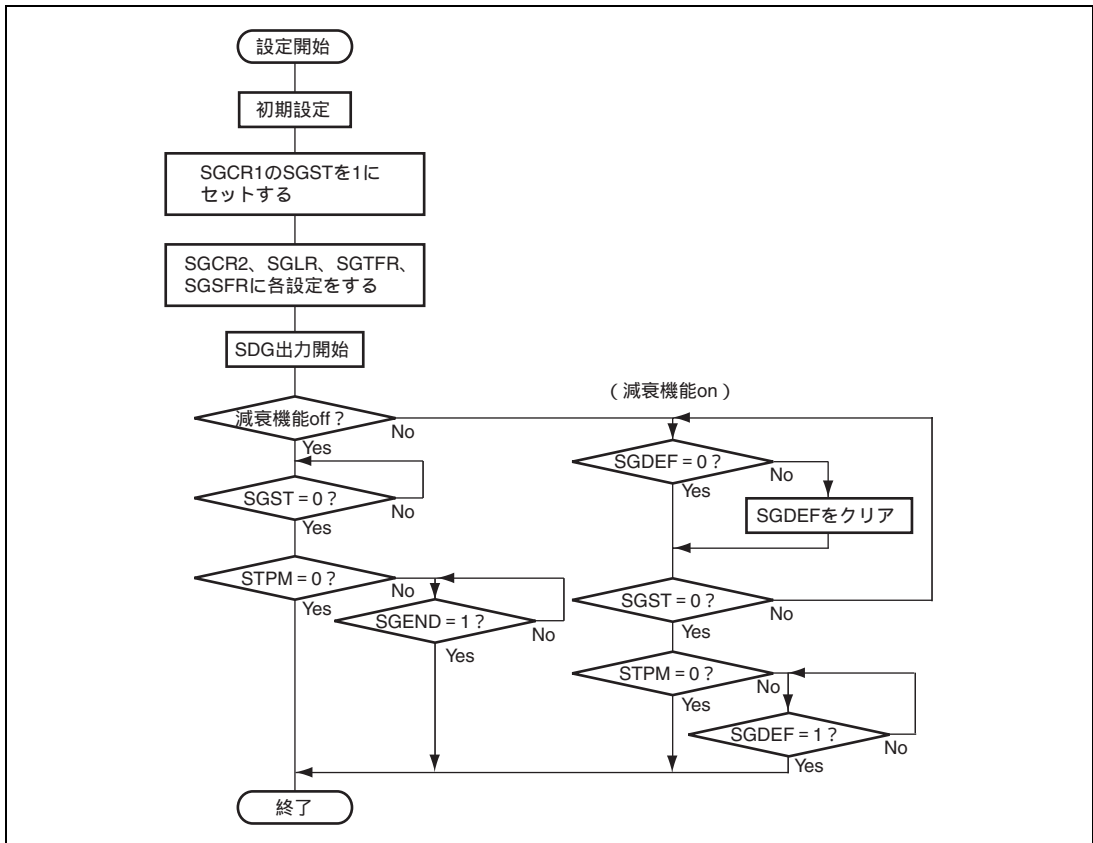 設定開始
初期設定
SGCR1のSGSTを1に
セットする
SGCR2、SGLR、SGTFR、
SGSFRに各設定をする
SDG出力開始
減衰機能off？
No
Yes
SGST = 0？
No
Yes
STPM = 0？
No
Yes
SGEND = 1？
No
Yes
（減衰機能on）
SGDEF = 0？
No
Yes
SGDEFをクリア
SGST = 0？
No
Yes
STPM = 0？
No
Yes
SGDEF = 1？
No
Yes
終了